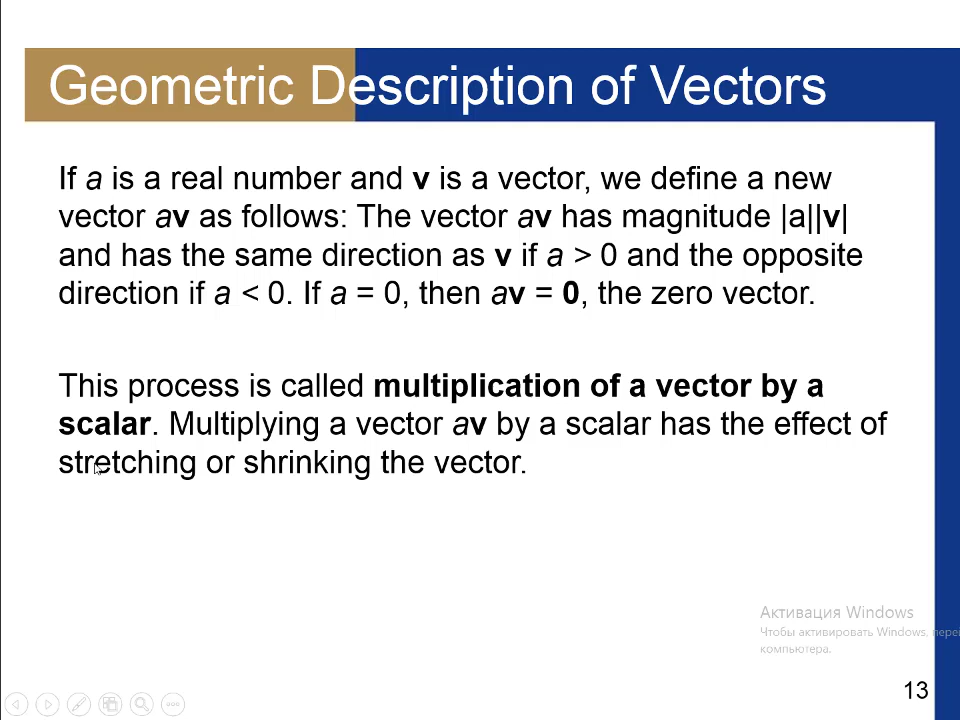 Geometric Description of Vectors
If a is a real number and v is a vector, we define a new
vector av as follows: The vector av has magnitude |a||v|
and has the same direction as v if a > 0 and the opposite
direction if a < 0. If a = 0, then av = 0, the zero vector.
This process is called multiplication of a vector by a
scalar. Multiplying a vector av by a scalar has the effect of
stretching or shrinking the vector.
Активация Windows
Чтобы активировать Windows, пере
компьютера.
13